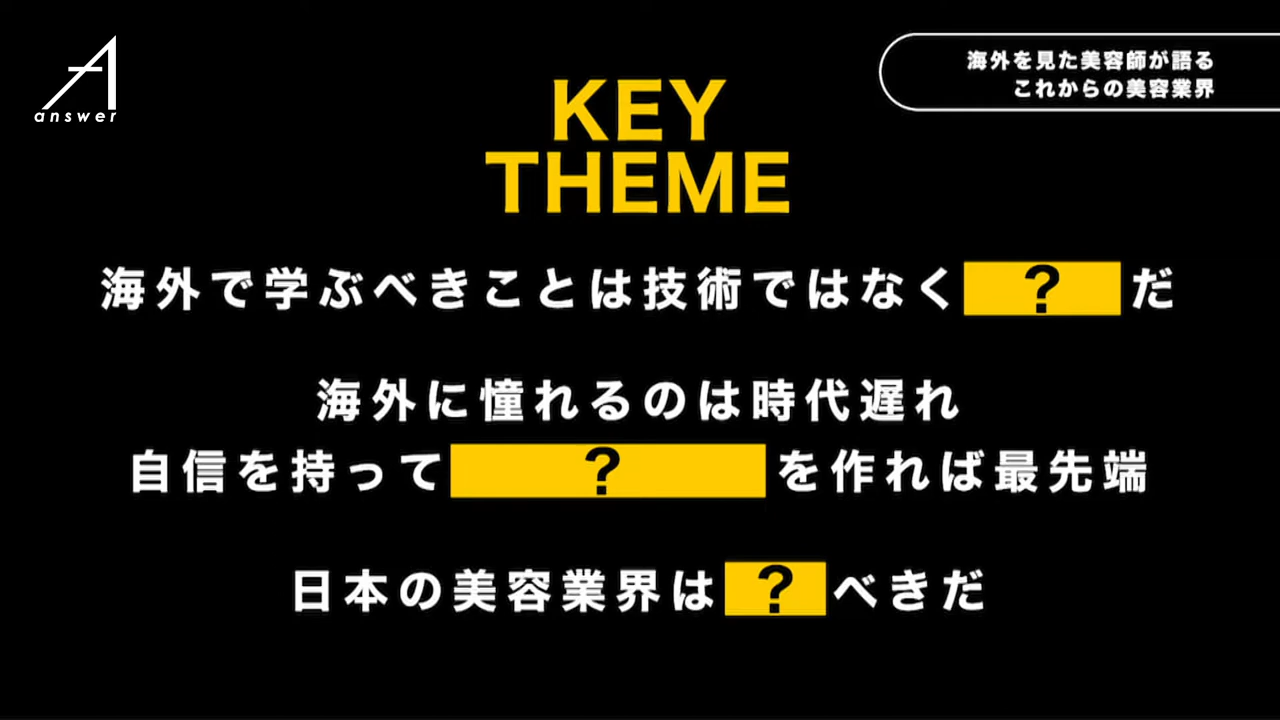 answer
海外を見た美容師が語る
これからの美容業界
KEY
THEME
海外で学ぶべきことは技術ではなく ? だ
海外に憧れるのは時代遅れ
自信を持って ? を作れば最先端
日本の美容業界は ? べきだ